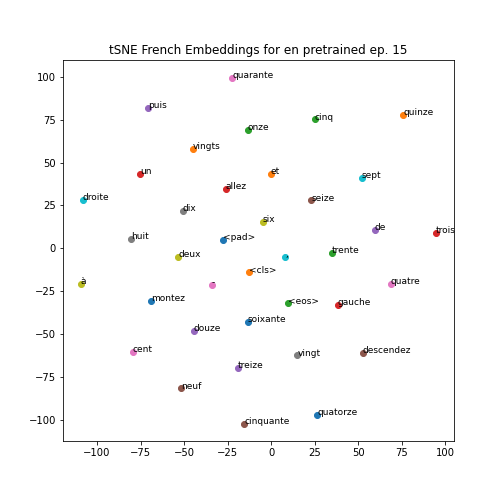 tSNE French Embeddings for en pretrained ep. 15
100
75
50
25
0
−25
−50
−75
−100
quarante
puis
quinze
cinq
onze
vingts
un
et
sept
allez
droite
seize
dix
six
de
trois
huit
<pad>
trente
deux
,
<cls>
à
-
quatre
montez
<eos>
gauche
soixante
douze
cent
vingt
descendez
treize
neuf
quatorze
cinquante
−100
−75
−50
−25
0
25
50
75
100